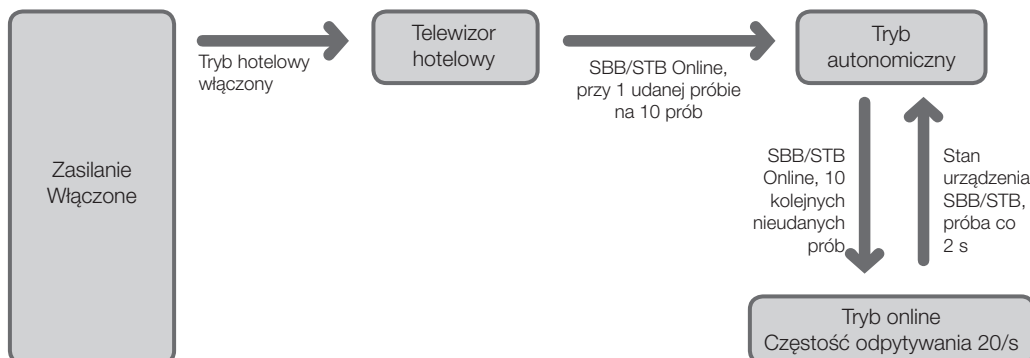 Zasilanie
Włączone
Tryb hotelowy
włączony
Telewizor
hotelowy
SBB/STB Online,
przy 1 udanej próbie
na 10 prób
Tryb
autonomiczny
SBB/STB
Online, 10
kolejnych
nieudanych
prób
Stan
urządzenia
SBB/STB,
próba co
2 s
Tryb online
Częstość odpytywania 20/s